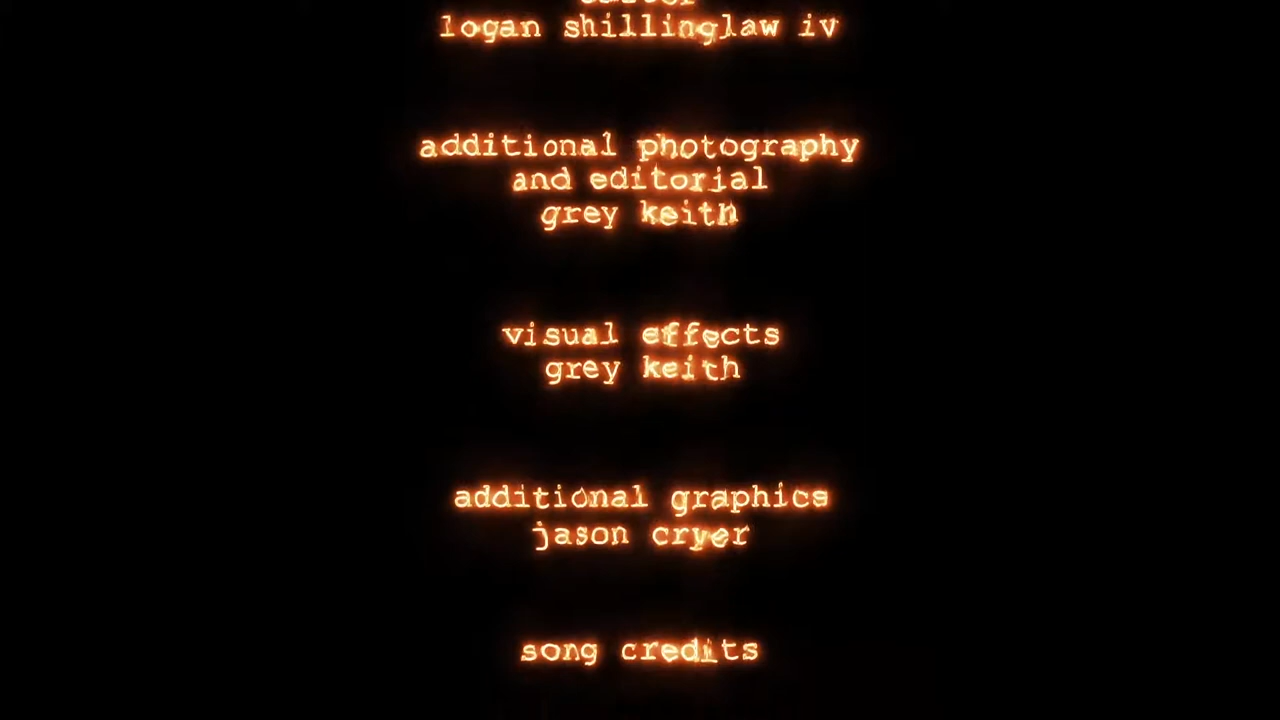 logan shillinglaw iv
additional photography
and editorial
grey keith
visual effects
grey keith
additional graphics
jason cryer
song credits